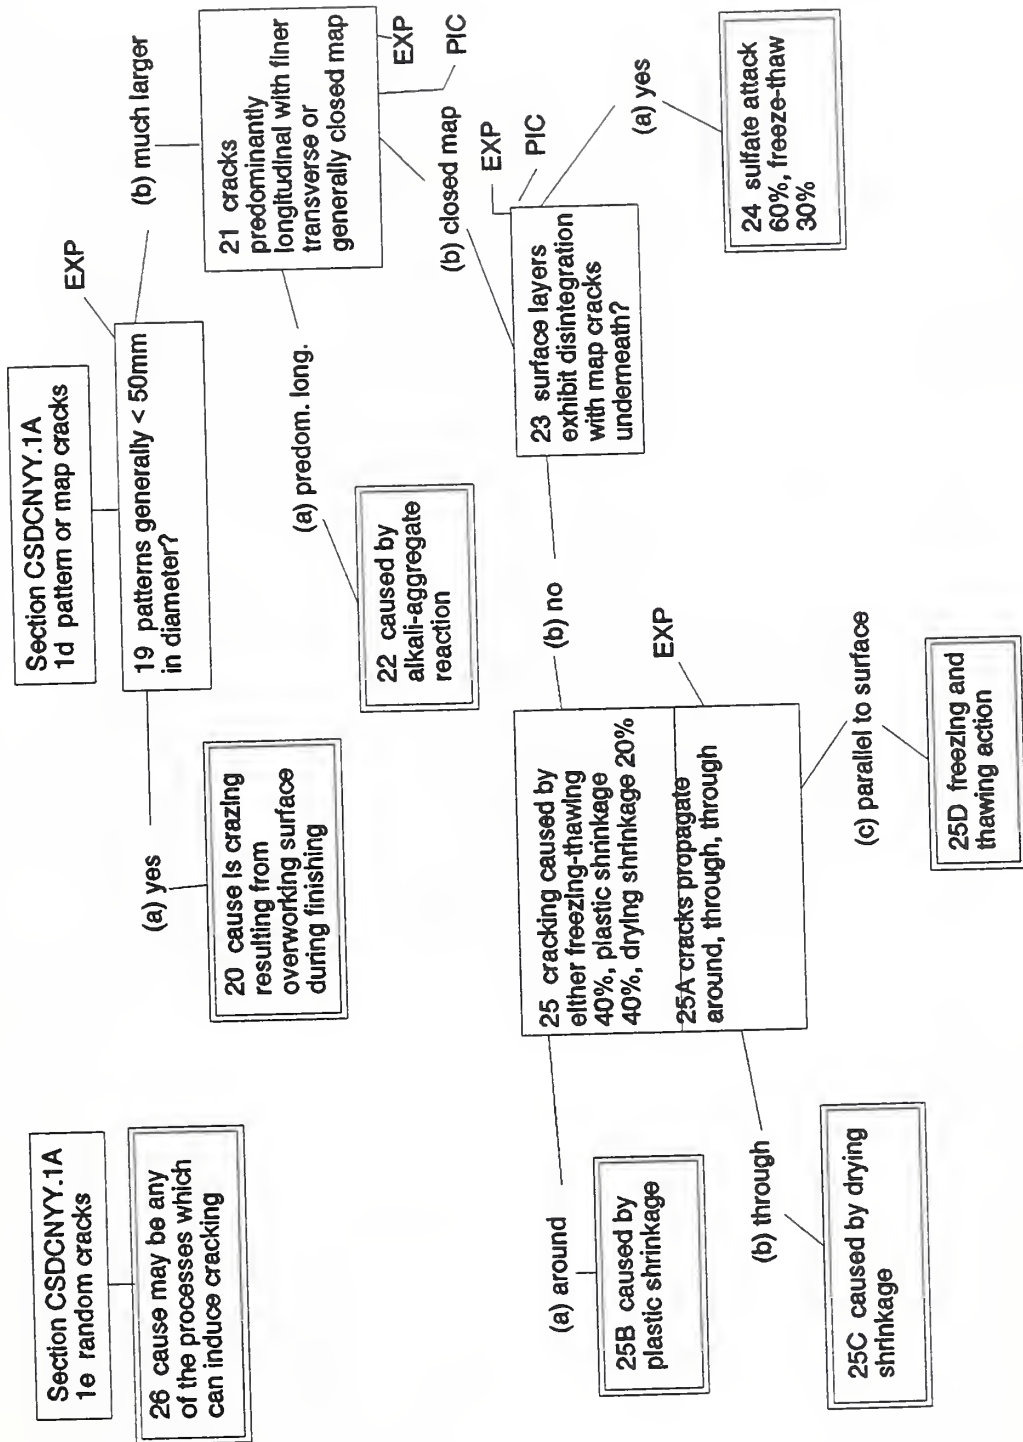 Section CSDCNYY.1A
1e random cracks
26 cause may be any
of the processes which
can induce cracking
Section CSDCNYY.1A
1d pattern or map cracks
EXP
19 patterns generally < 50mm
in diameter?
(a) yes
(b) much larger
20 cause is crazing
resulting from
overworking surface
during finishing
21 cracks
predominantly
longitudinal with finer
transverse or
generally closed map
EXP
PIC
(a) predom. long.
(b) closed map
22 caused by
alkali-aggregate
reaction
EXP
PIC
23 surface layers
exhibit disintegration
with map cracks
underneath?
(b) no
(a) yes
24 sulfate attack
60%, freeze-thaw
30%
25 cracking caused by
either freezing-thawing
40%, plastic shrinkage
40%, drying shrinkage 20%
EXP
25A cracks propagate
around, through, through
(a) around
25B caused by
plastic shrinkage
(b) through
25C caused by drying
shrinkage
(c) parallel to surface
25D freezing and
thawing action